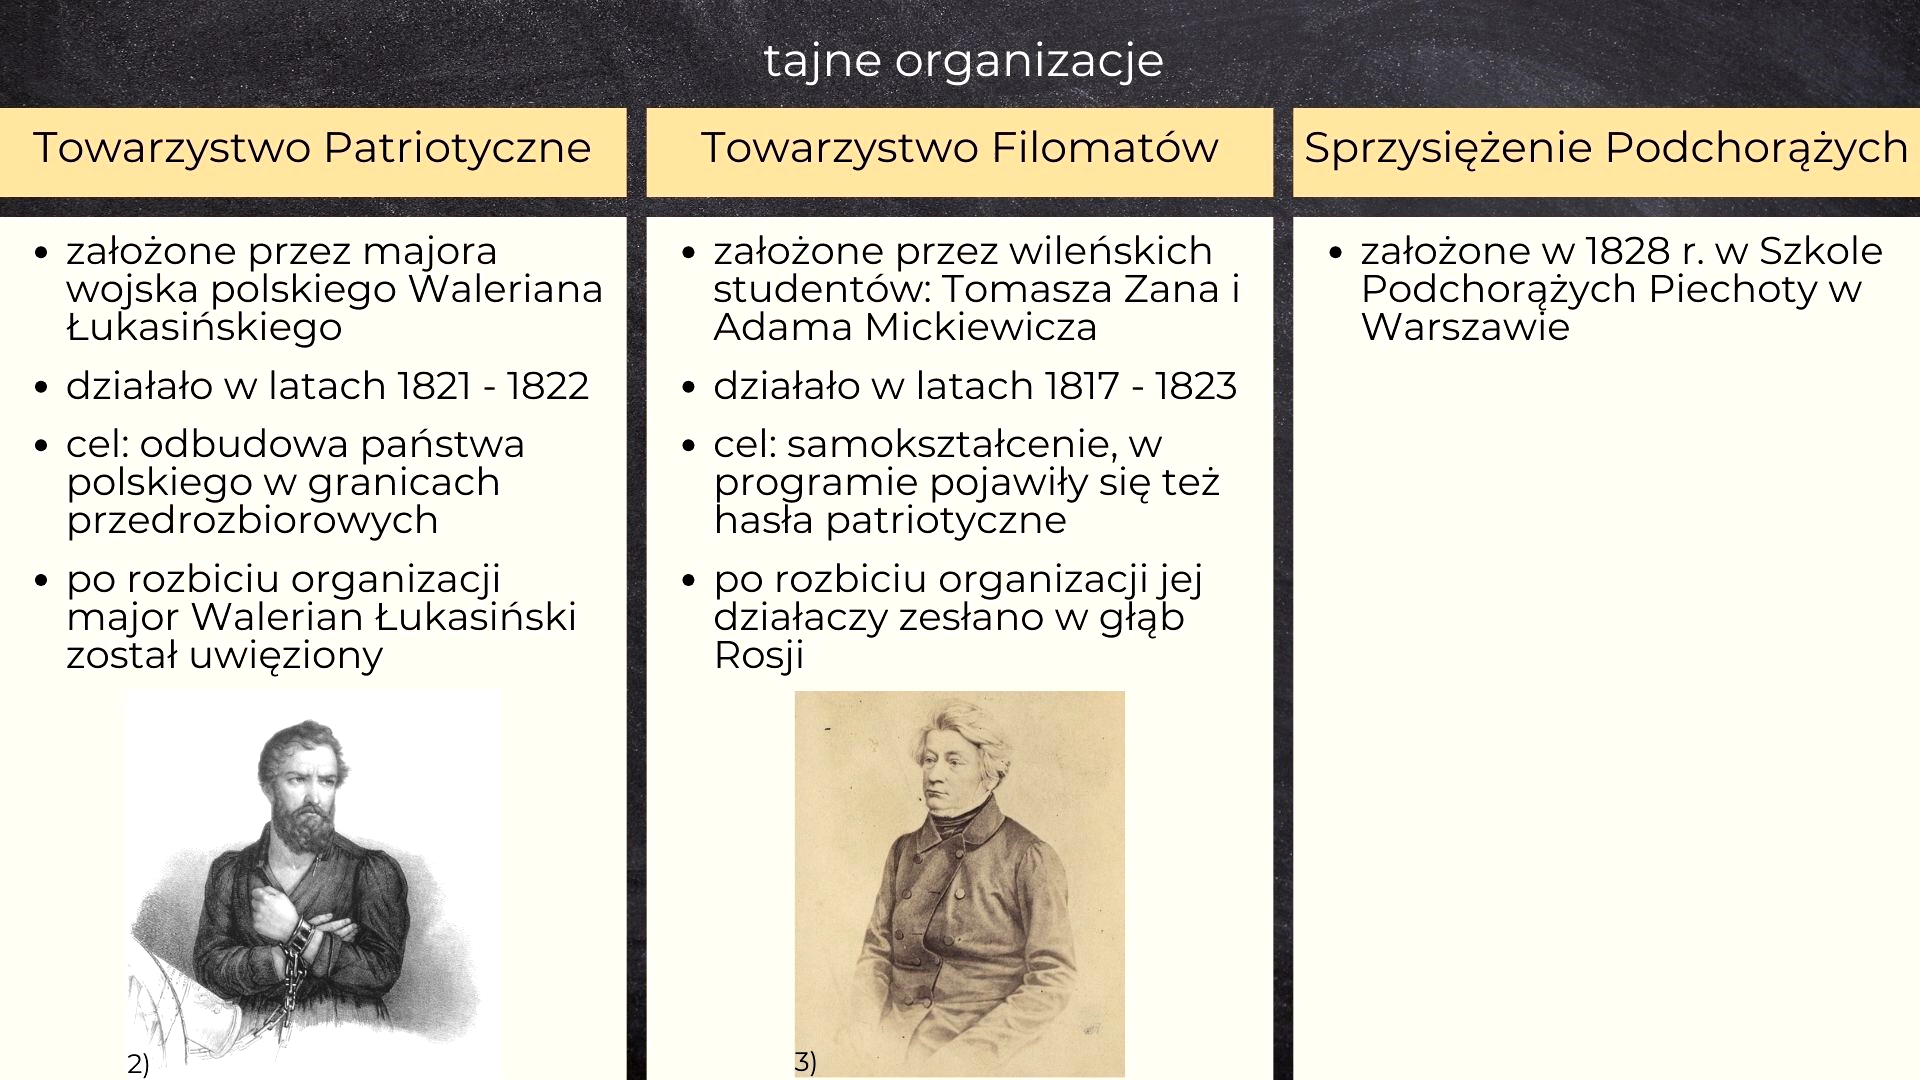 tajne organizacje
Towarzystwo Patriotyczne
założone przez majora
wojska polskiego Waleriana
Łukasińskiego
działało w latach 1821 - 1822
cel: odbudowa państwa
polskiego w granicach
przedrozbiorowych
po rozbiciu organizacji
major Walerian Łukasiński
został uwięziony
2)
Towarzystwo Filomatów
założone przez wileńskich
studentów: Tomasza Zana i
Adama Mickiewicza
działało w latach 1817 - 1823
cel: samokształcenie, w
programie pojawiły się też
hasła patriotyczne
po rozbiciu organizacji jej
działaczy zesłano w głąb
Rosji
3)
Sprzysiężenie Podchorążych
założone w 1828 r. w Szkole
Podchorążych Piechoty w
Warszawie